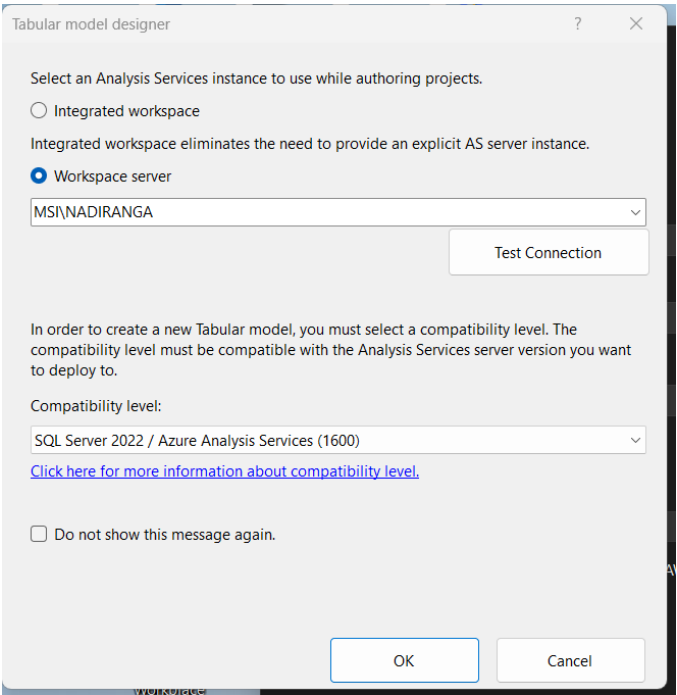 Tabular model designer
?
Select an Analysis Services instance to use while authoring projects.
Integrated workspace
Integrated workspace eliminates the need to provide an explicit AS server instance.
Workspace server
MSI\NADIRANGA
Test Connection
In order to create a new Tabular model, you must select a compatibility level. The
compatibility level must be compatible with the Analysis Services server version you want
to deploy to.
Compatibility level:
SQL Server 2022 / Azure Analysis Services (1600)
Click here for more information about compatibility level.
Do not show this message again.
OK
Cancel